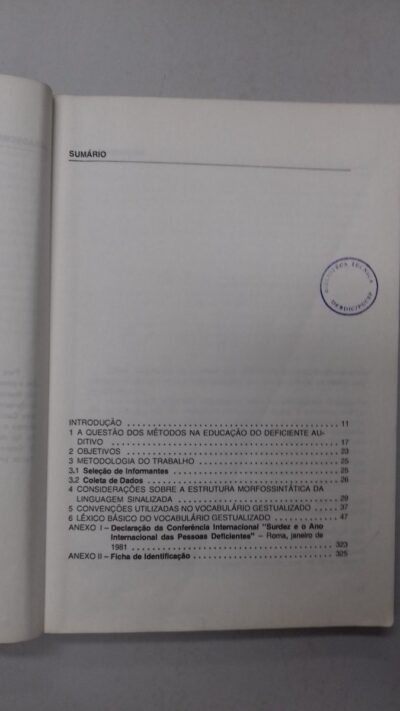 SUMÁRIO
BIBLIOTECA TÉCNICA
DERDIC/PUCSP
INTRODUÇÃO ........ 11
1 A QUESTÃO DOS MÉTODOS NA EDUCAÇÃO DO DEFICIENTE AU-
DITIVO ........ 17
2 OBJETIVOS ........ 23
3 METODOLOGIA DO TRABALHO ........ 25
3.1 Seleção de Informantes ........ 25
3.2 Coleta de Dados ........ 26
4 CONSIDERAÇÕES SOBRE A ESTRUTURA MORFOSSINTÁTICA DA
LINGUAGEM SINALIZADA ........ 29
5 CONVENÇÕES UTILIZADAS NO VOCABULÁRIO GESTUALIZADO ..... 37
6 LÉXICO BÁSICO DO VOCABULÁRIO GESTUALIZADO ........ 47
ANEXO I – Declaração da Conferência Internacional "Surdez e o Ano
Internacional das Pessoas Deficientes" – Roma, janeiro de
1981 ........ 323
ANEXO II – Ficha de Identificação ........ 325